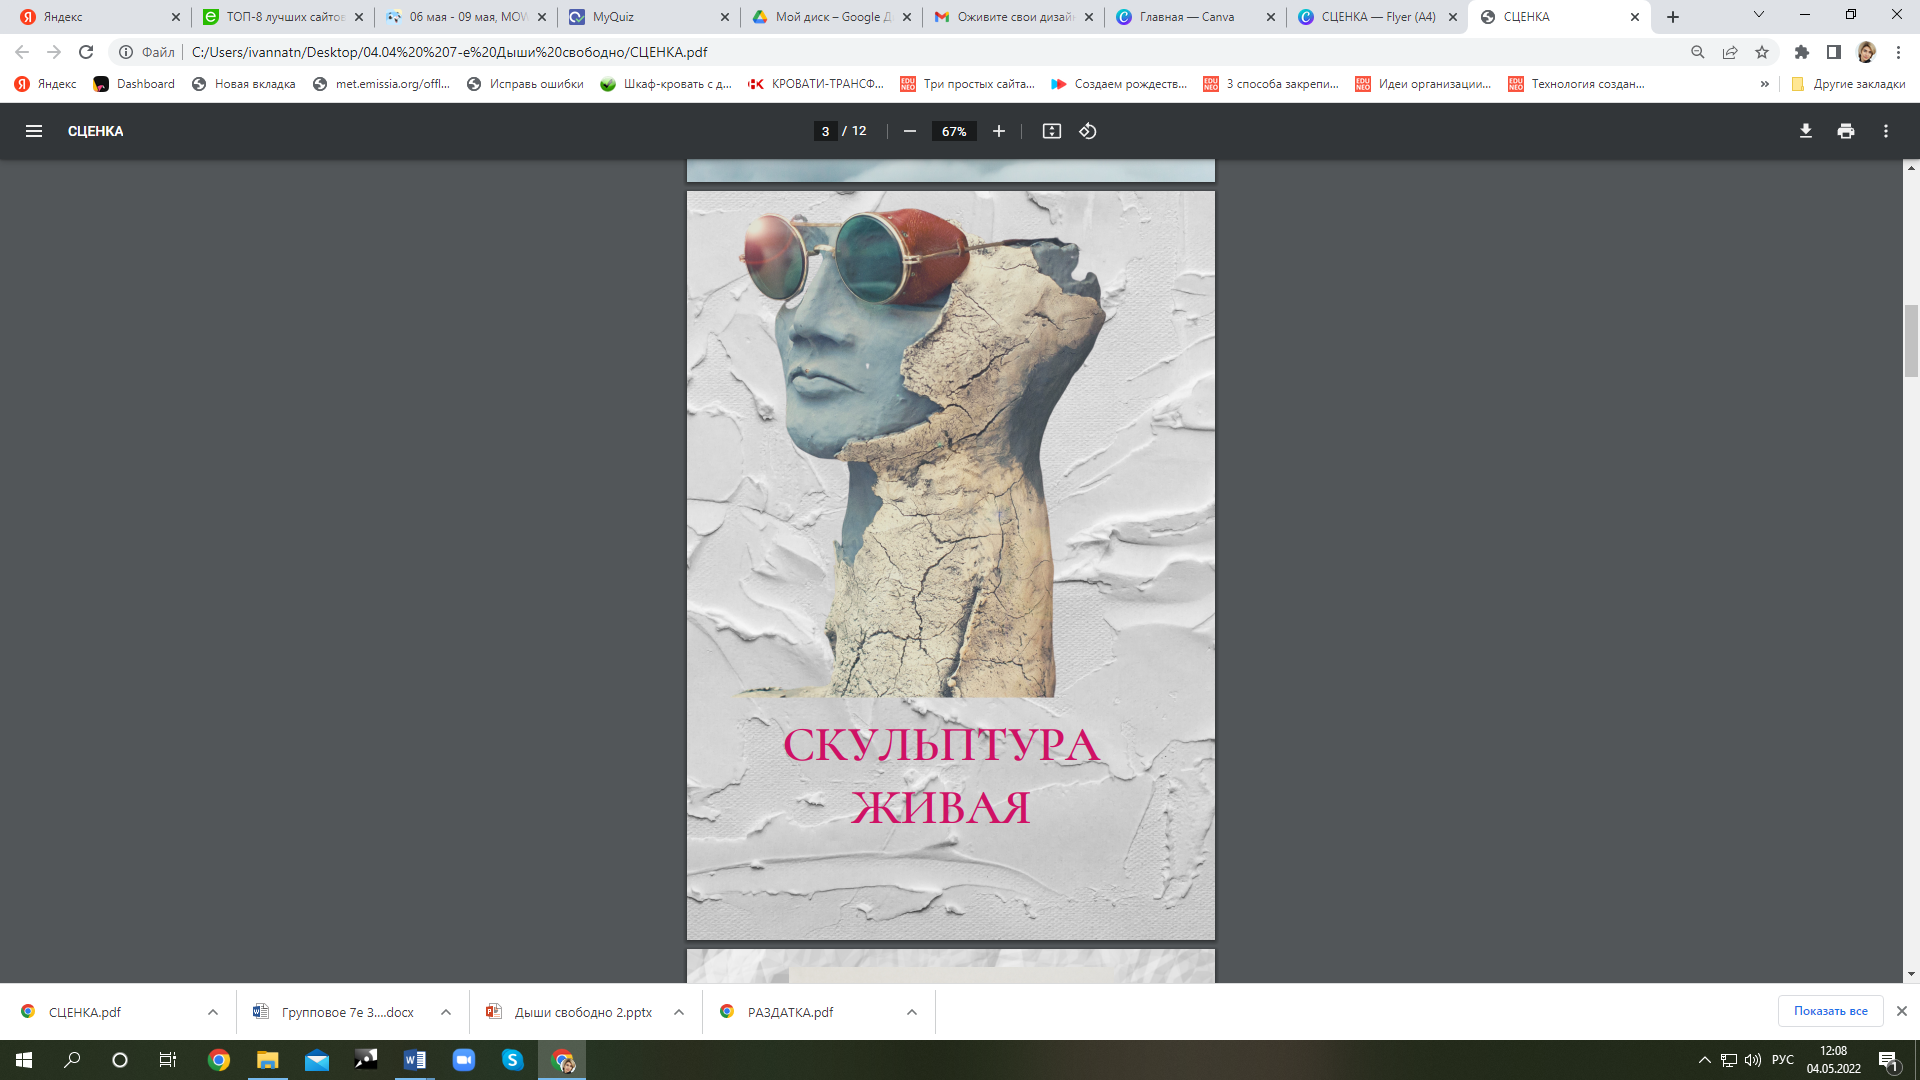 Яндекс
ТОП-8 лучших сайтов
06 мая - 09 мая, MOW
MyQuiz
Мой диск – Google Д
Оживите свои дизайн
Главная — Canva
СЦЕНКА — Flyer (A4)
СЦЕНКА
Файл
C:/Users/ivannatn/Desktop/04.04%20%207-е%20Дыши%20свободно/СЦЕНКА.pdf
Яндекс
Dashboard
Новая вкладка
met.emissia.org/offl...
Исправь ошибки
Шкаф-кровать с д...
КРОВАТИ-ТРАНСФ...
Три простых сайта...
Создаем рождеств...
3 способа закрепи...
Идеи организации...
Технология создан...
»
Другие закладки
СЦЕНКА
3 / 12
67%
СКУЛЬПТУРА
ЖИВАЯ
СЦЕНКА.pdf
Групповое 7е 3....docx
Дыши свободно 2.pptx
РАЗДАТКА.pdf
Показать все
РУС
12:08
04.05.2022
1